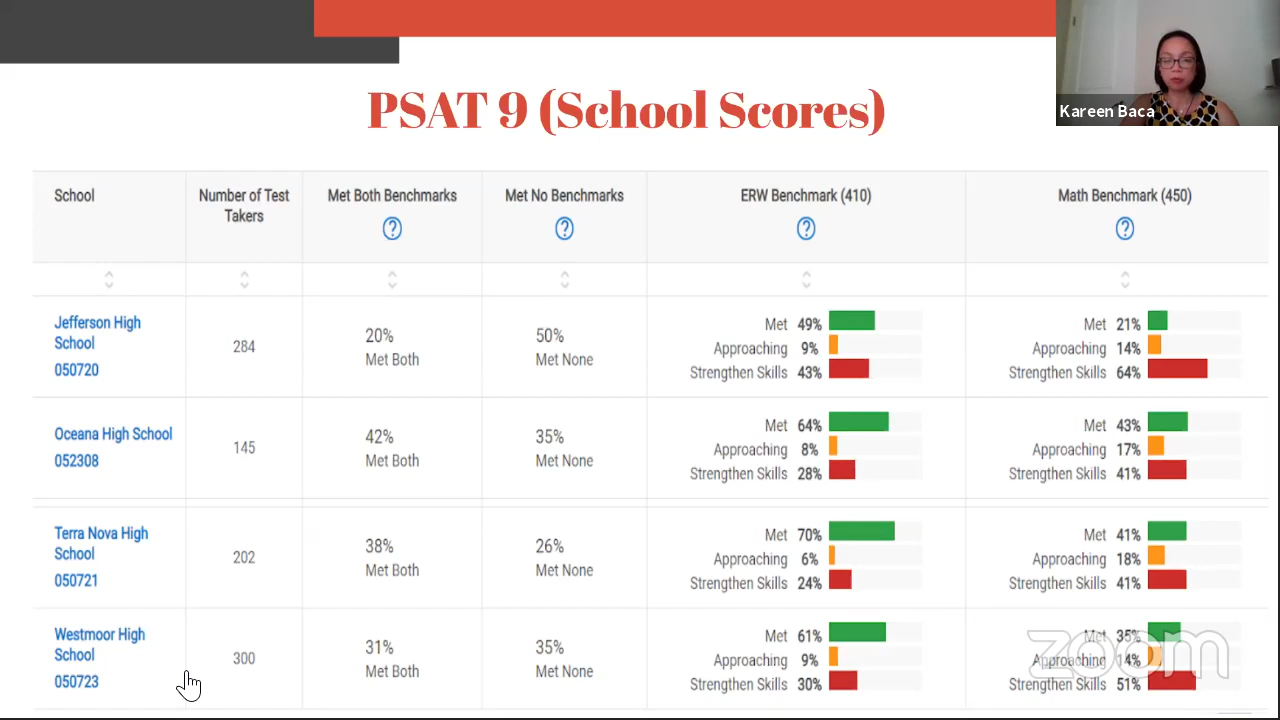 Kareen Baca
PSAT 9 (School Scores)
School
Number of Test
Takers
Met Both Benchmarks
Met No Benchmarks
ERW Benchmark (410)
Math Benchmark (450)
Jefferson High
School
050720
284
20%
Met Both
50%
Met None
Met 49%
Approaching 9%
Strengthen Skills 43%
Met 21%
Approaching 14%
Strengthen Skills 64%
Oceana High School
052308
145
42%
Met Both
35%
Met None
Met 64%
Approaching 8%
Strengthen Skills 28%
Met 43%
Approaching 17%
Strengthen Skills 41%
Terra Nova High
School
050721
202
38%
Met Both
26%
Met None
Met 70%
Approaching 6%
Strengthen Skills 24%
Met 41%
Approaching 18%
Strengthen Skills 41%
Westmoor High
School
050723
300
31%
Met Both
35%
Met None
Met 61%
Approaching 9%
Strengthen Skills 30%
Met 35%
Approaching 14%
Strengthen Skills 51%
zoom